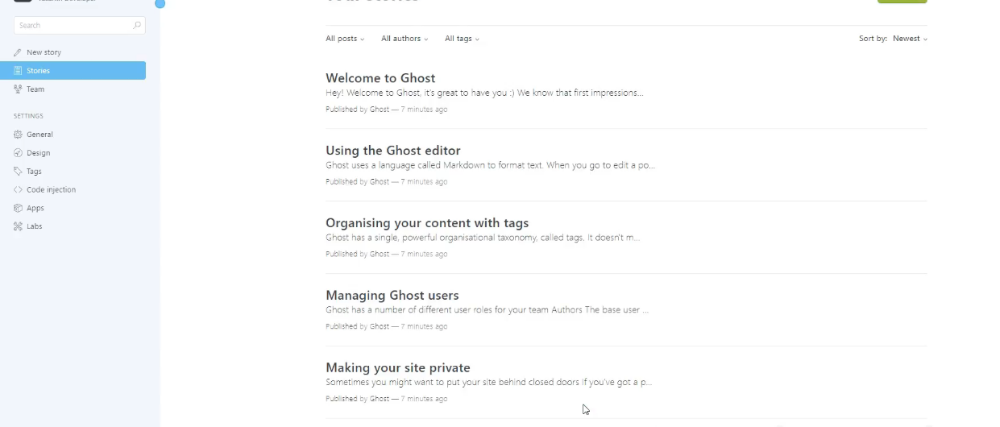 Search
New story
Stories
Team
SETTINGS
General
Design
Tags
Code injection
Apps
Labs
All posts All authors All tags Sort by: Newest
Welcome to Ghost
Hey! Welcome to Ghost, it's great to have you :) We know that first impressions...
Published by Ghost — 7 minutes ago
Using the Ghost editor
Ghost uses a language called Markdown to format text. When you go to edit a po...
Published by Ghost — 7 minutes ago
Organising your content with tags
Ghost has a single, powerful organisational taxonomy, called tags. It doesn't m...
Published by Ghost — 7 minutes ago
Managing Ghost users
Ghost has a number of different user roles for your team Authors The base user ...
Published by Ghost — 7 minutes ago
Making your site private
Sometimes you might want to put your site behind closed doors If you've got a p...
Published by Ghost — 7 minutes ago